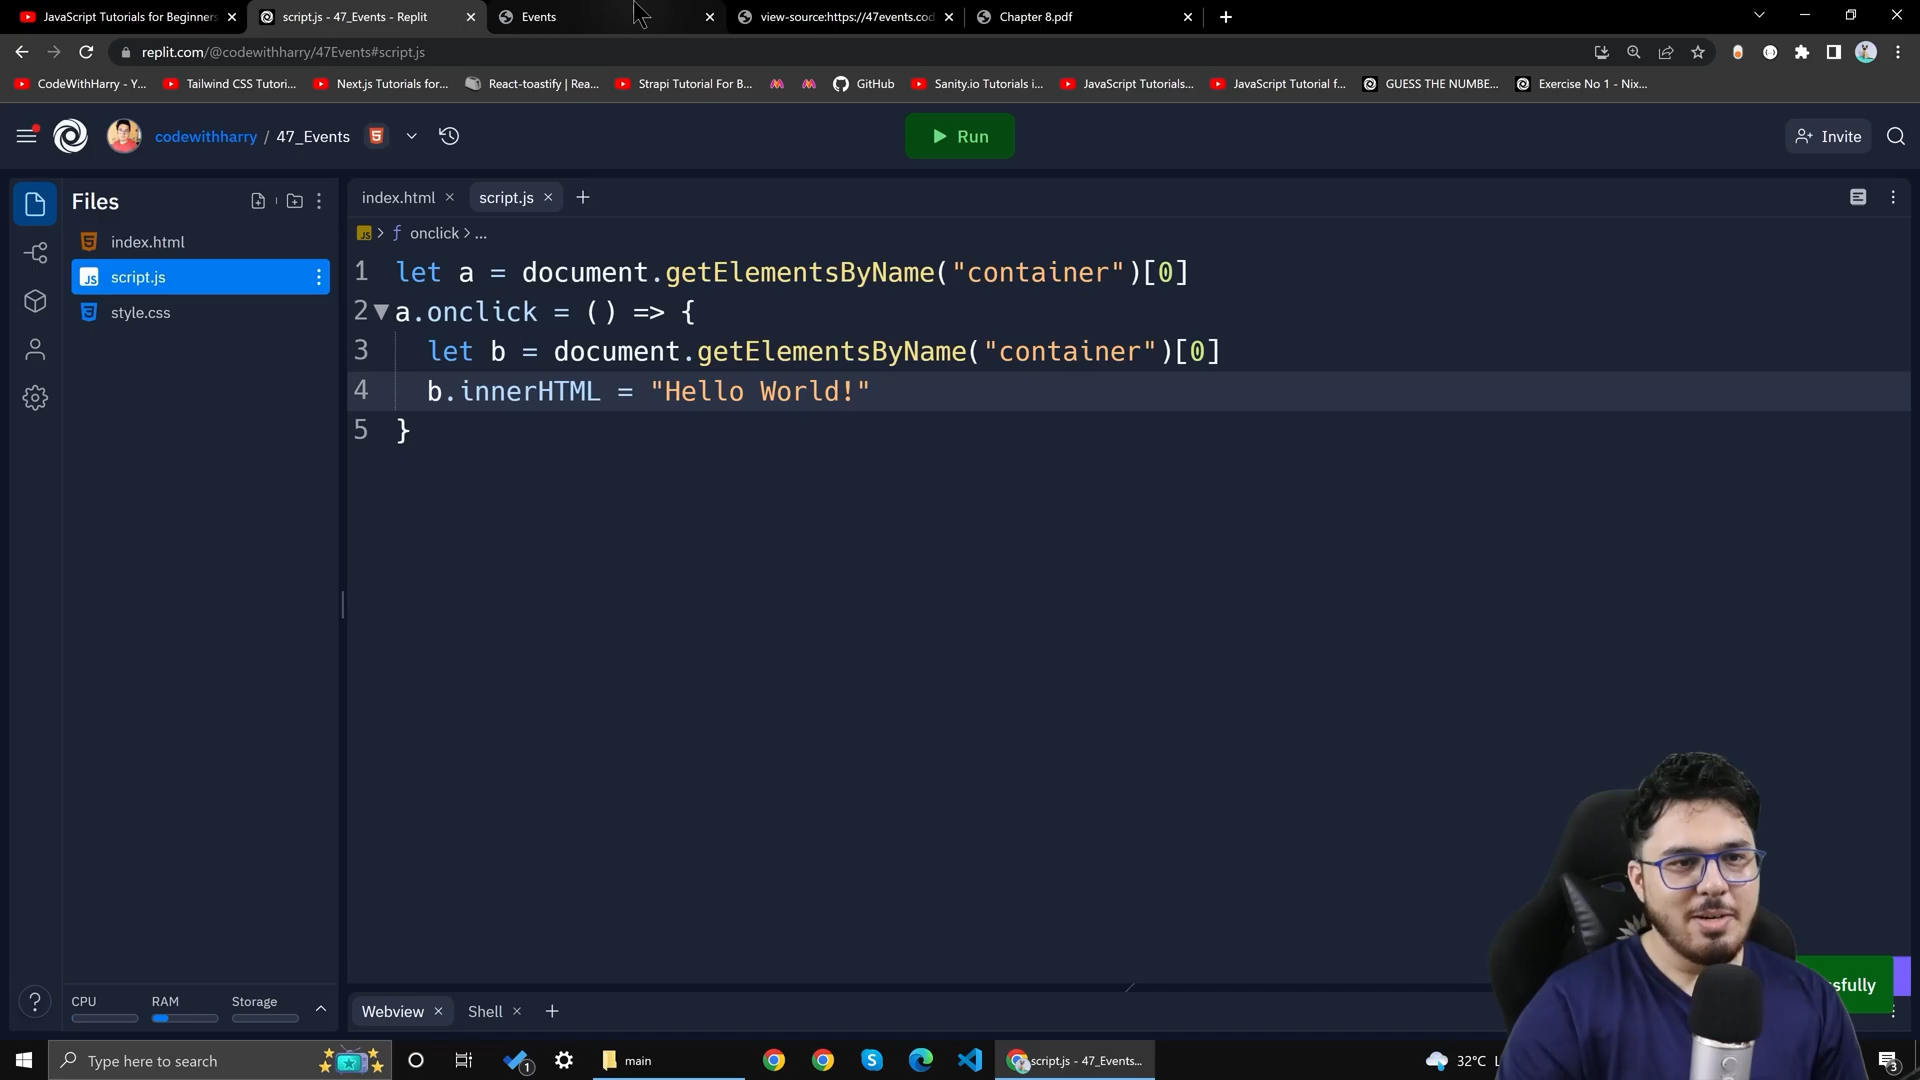 JavaScript Tutorials for Beginners
script.js - 47_Events - Replit
Events
view-source:https://47events.cod
Chapter 8.pdf
replit.com/@codewithharry/47Events#script.js
CodeWithHarry - Y...
Tailwind CSS Tutori...
Next.js Tutorials for...
React-toastify | Rea...
Strapi Tutorial For B...
GitHub
Sanity.io Tutorials i...
JavaScript Tutorials...
JavaScript Tutorial f...
GUESS THE NUMBE...
Exercise No 1 - Nix...
codewithharry / 47_Events
Run
Invite
Files
index.html
script.js
style.css
index.html
script.js
JS > f onclick > ...
1 let a = document.getElementsByName("container")[0]
2 a.onclick = () => {
3 let b = document.getElementsByName("container")[0]
4 b.innerHTML = "Hello World!"
5 }
CPU
RAM
Storage
Webview
Shell
sfully
Type here to search
1
main
script.js - 47_Events...
32°C
3